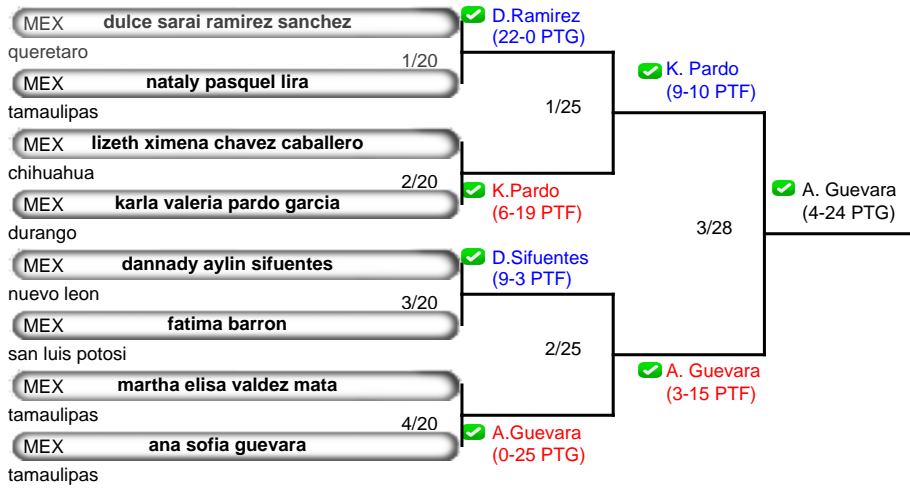 MEX dulce sarai ramirez sanchez
D.Ramirez
(22-0 PTG)
queretaro
1/20
MEX nataly pasquel lira
tamaulipas
K. Pardo
(9-10 PTF)
1/25
MEX lizeth ximena chavez caballero
chihuahua
2/20
MEX karla valeria pardo garcia
durango
K.Pardo
(6-19 PTF)
A. Guevara
(4-24 PTG)
3/28
MEX dannady aylin sifuentes
D.Sifuentes
(9-3 PTF)
nuevo leon
3/20
MEX fatima barron
san luis potosi
2/25
A. Guevara
(3-15 PTF)
MEX martha elisa valdez mata
tamaulipas
4/20
MEX ana sofia guevara
tamaulipas
A.Guevara
(0-25 PTG)